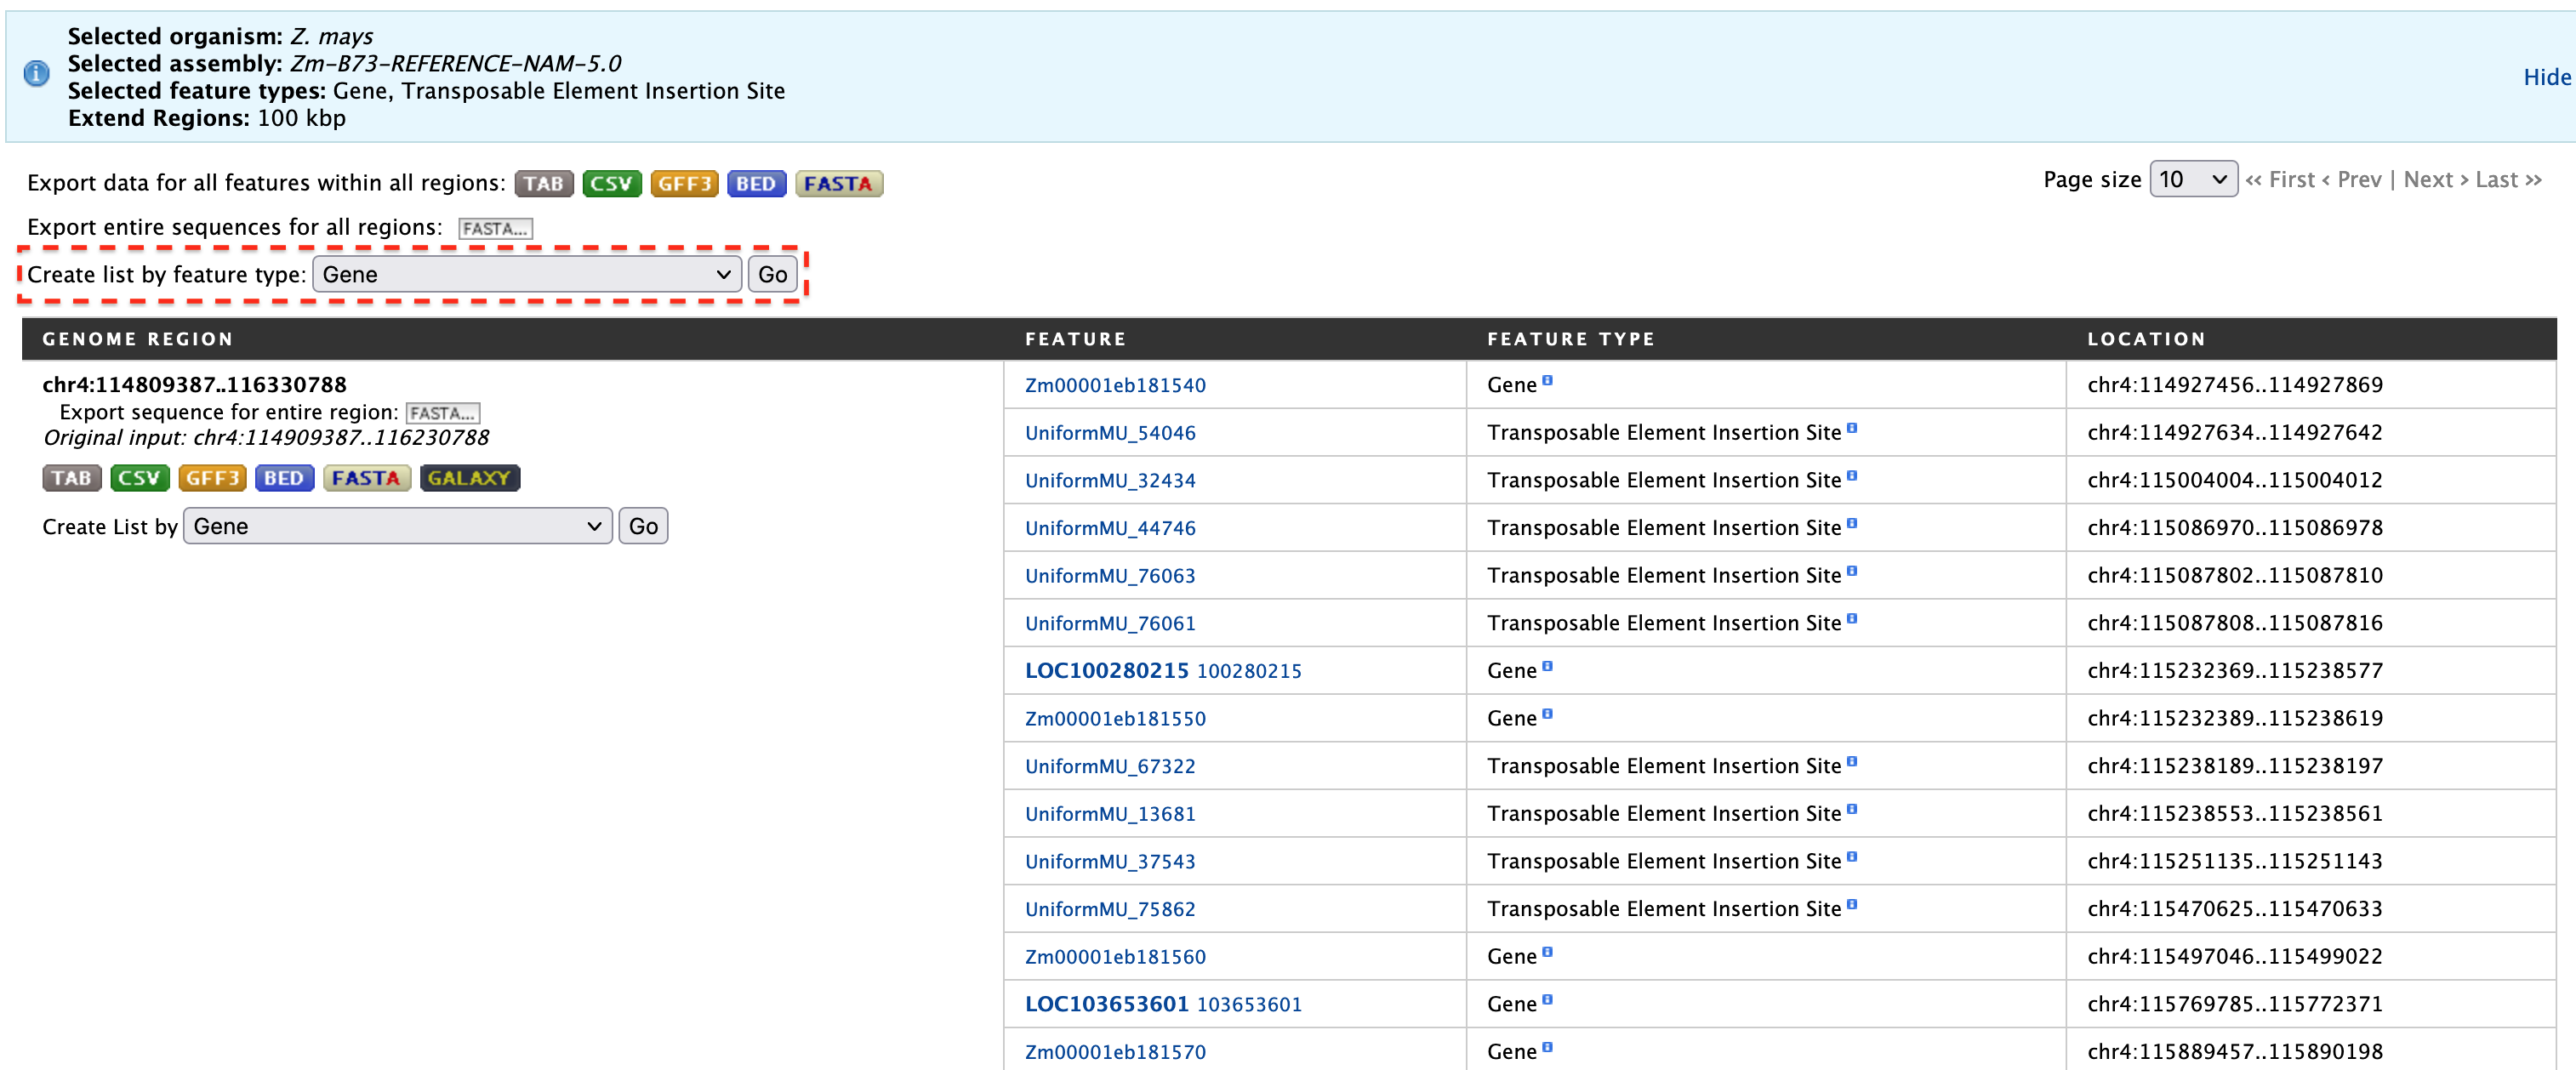 Selected organism: Z. mays
Selected assembly: Zm-B73-REFERENCE-NAM-5.0
Selected feature types: Gene, Transposable Element Insertion Site
Extend Regions: 100 kbp
Hide
Export data for all features within all regions: TAB CSV GFF3 BED FASTA
Page size 10 << First < Prev | Next > Last >>
Export entire sequences for all regions: FASTA...
Create list by feature type: Gene Go
GENOME REGION FEATURE FEATURE TYPE LOCATION
chr4:114809387..116330788
Export sequence for entire region: FASTA...
Original input: chr4:114909387..116230788
TAB CSV GFF3 BED FASTA GALAXY
Create List by Gene Go
Zm00001eb181540 Gene chr4:114927456..114927869
UniformMU_54046 Transposable Element Insertion Site chr4:114927634..114927642
UniformMU_32434 Transposable Element Insertion Site chr4:115004004..115004012
UniformMU_44746 Transposable Element Insertion Site chr4:115086970..115086978
UniformMU_76063 Transposable Element Insertion Site chr4:115087802..115087810
UniformMU_76061 Transposable Element Insertion Site chr4:115087808..115087816
LOC100280215 100280215 Gene chr4:115232369..115238577
Zm00001eb181550 Gene chr4:115232389..115238619
UniformMU_67322 Transposable Element Insertion Site chr4:115238189..115238197
UniformMU_13681 Transposable Element Insertion Site chr4:115238553..115238561
UniformMU_37543 Transposable Element Insertion Site chr4:115251135..115251143
UniformMU_75862 Transposable Element Insertion Site chr4:115470625..115470633
Zm00001eb181560 Gene chr4:115497046..115499022
LOC103653601 103653601 Gene chr4:115769785..115772371
Zm00001eb181570 Gene chr4:115889457..115890198